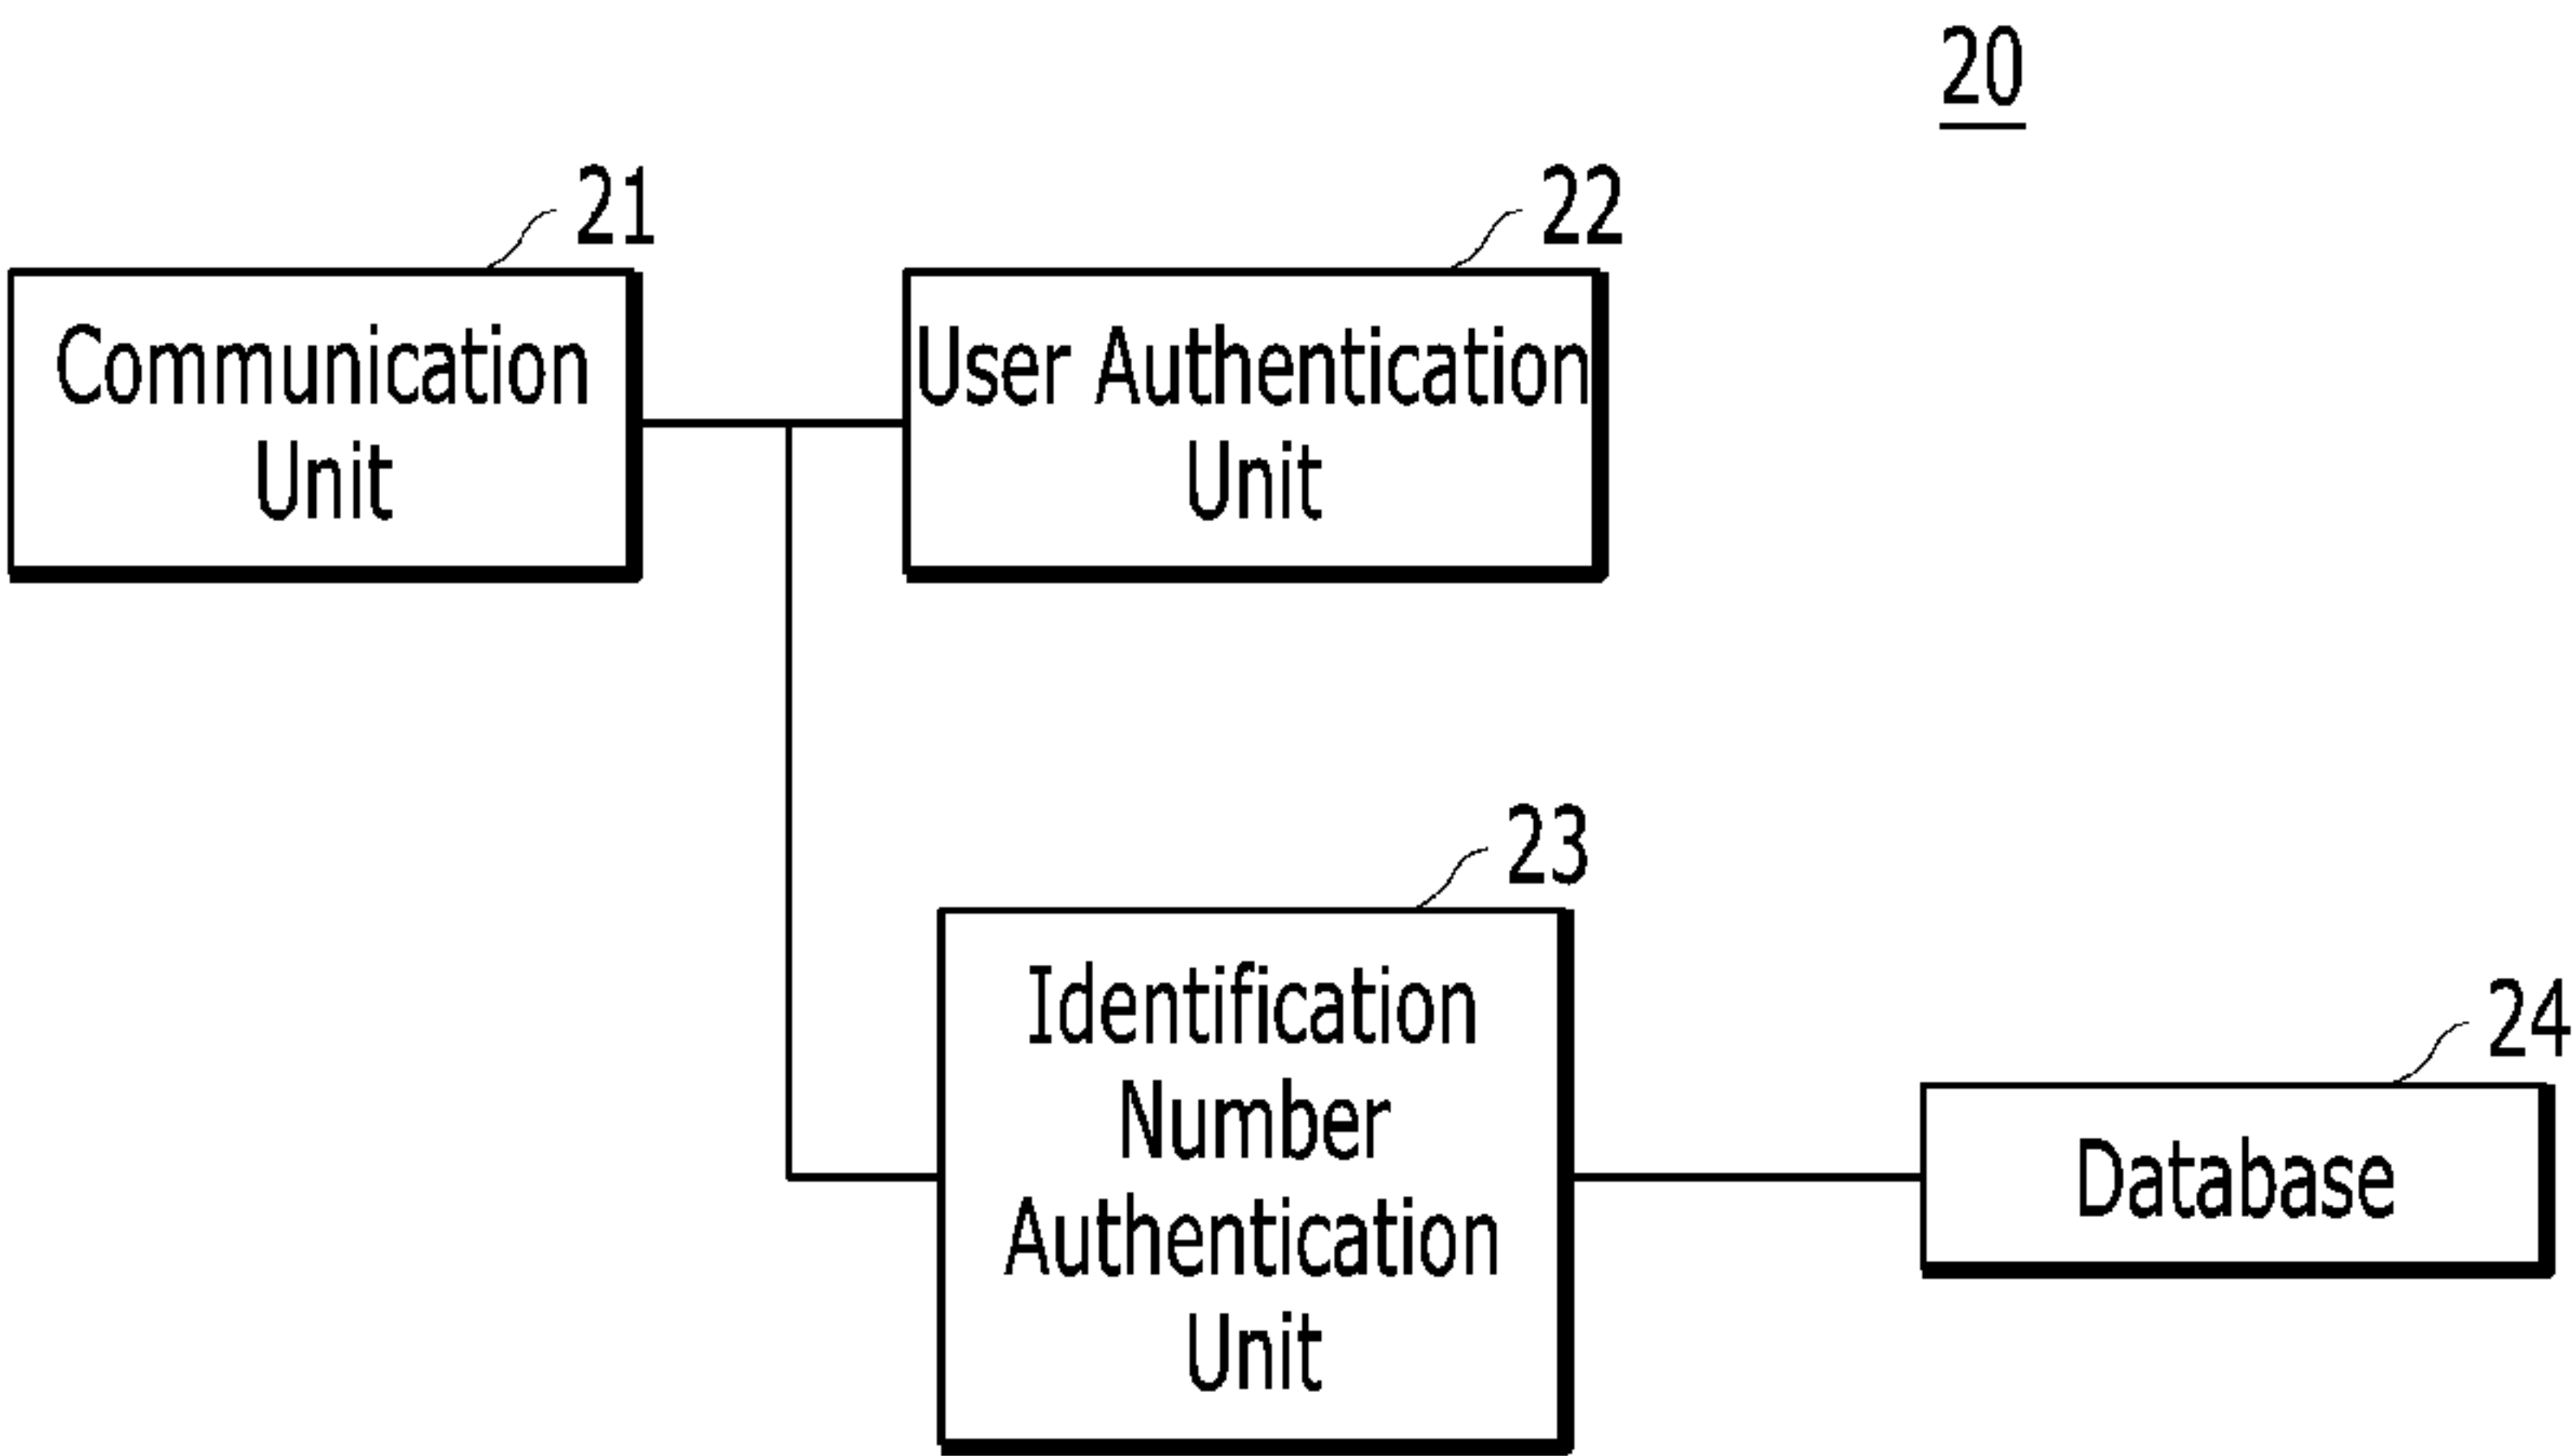 20
21
22
Communication
Unit
User Authentication
Unit
23
Identification
Number
Authentication
Unit
24
Database